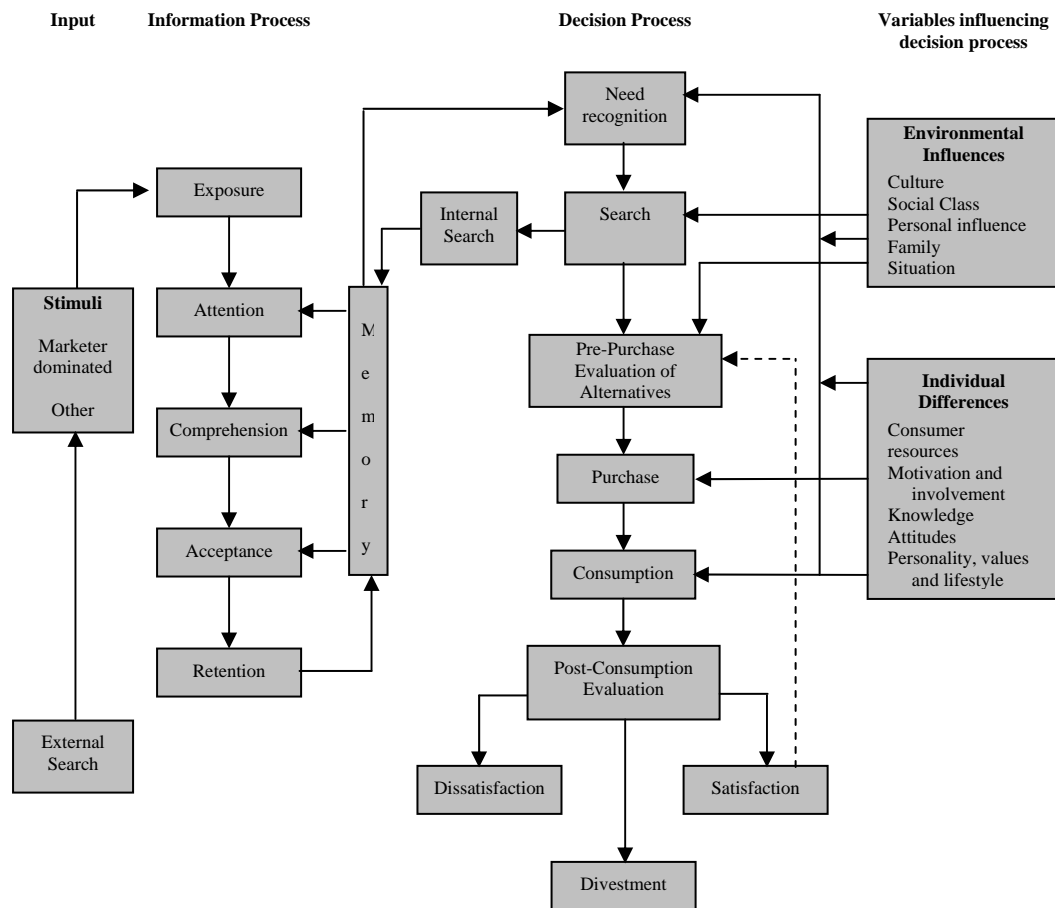 Input
Information Process
Decision Process
Variables influencing
decision process
Need
recognition
Environmental
Influences
Culture
Social Class
Personal influence
Family
Situation
Exposure
Internal
Search
Search
Stimuli
Marketer
dominated
Other
Attention
M
e
m
o
r
y
Pre-Purchase
Evaluation of
Alternatives
Individual
Differences
Consumer
resources
Motivation and
involvement
Knowledge
Attitudes
Personality, values
and lifestyle
Comprehension
Purchase
Acceptance
Consumption
Retention
Post-Consumption
Evaluation
External
Search
Dissatisfaction
Satisfaction
Divestment